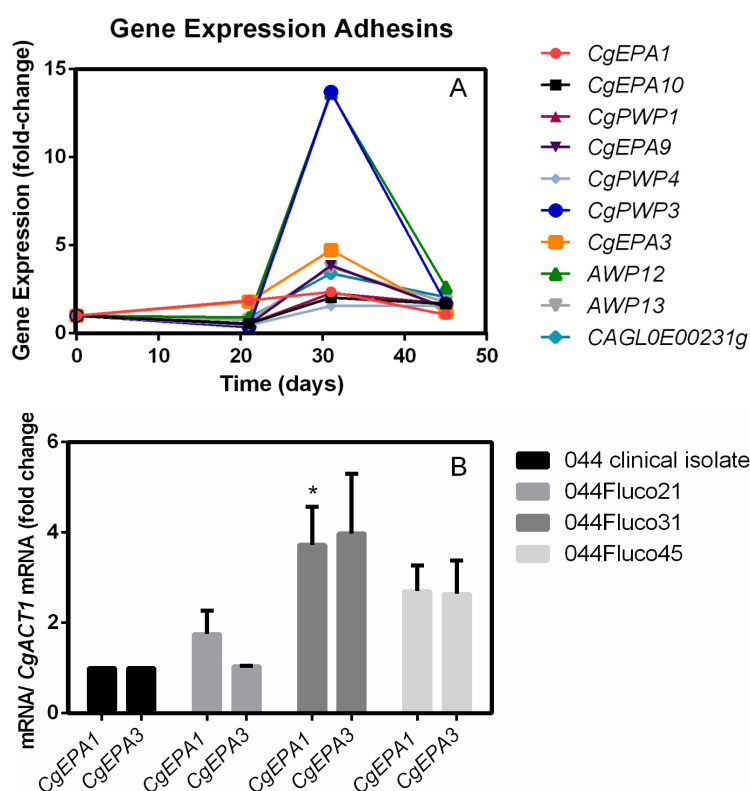 Gene Expression Adhesins
Gene Expression (fold-change)
15
10
5
0
0 10 20 30 40 50
Time (days)
A
CgEPA1
CgEPA10
CgPWP1
CgEPA9
CgPWP4
CgPWP3
CgEPA3
AWP12
AWP13
CAGL0E00231g
mRNA/ CgACT1 mRNA (fold change
6
4
2
0
B
*
CgEPA1 CgEPA3 CgEPA1 CgEPA3 CgEPA1 CgEPA3 CgEPA1 CgEPA3
044 clinical isolate
044Fluco21
044Fluco31
044Fluco45